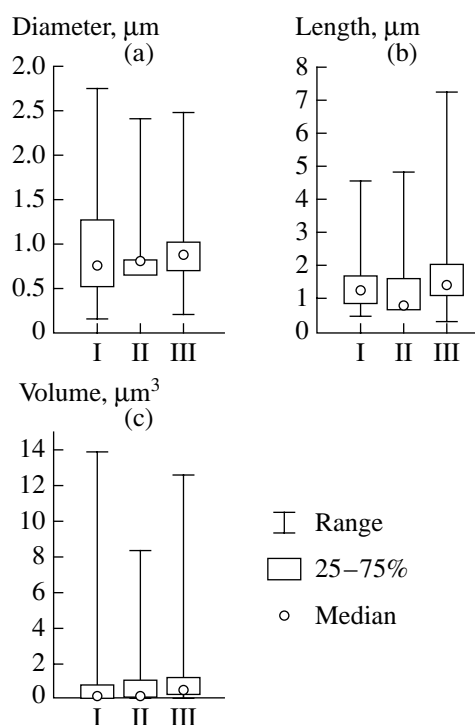 Diameter, μm
(a)
2.0
2.5
2.0
1.5
1.0
0.5
0
I II III
Length, μm
(b)
8
7
6
5
4
3
2
1
0
I II III
Volume, μm³
(c)
14
12
10
8
6
4
2
0
I II III
Range
25–75%
Median